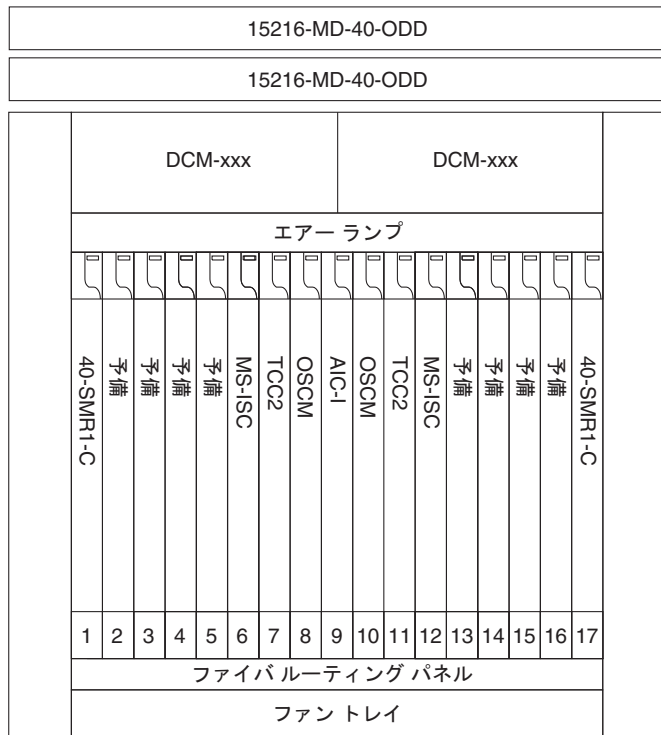 15216-MD-40-ODD
15216-MD-40-ODD
DCM-xxx
DCM-xxx
エアー ランプ
40-SMR1-C
予備
予備
予備
予備
MS-ISC
TCC2
OSCM
AIC-I
OSCM
TCC2
MS-ISC
予備
予備
予備
予備
40-SMR1-C
1 2 3 4 5 6 7 8 9 10 11 12 13 14 15 16 17
ファイバ ルーティング パネル
ファン トレイ